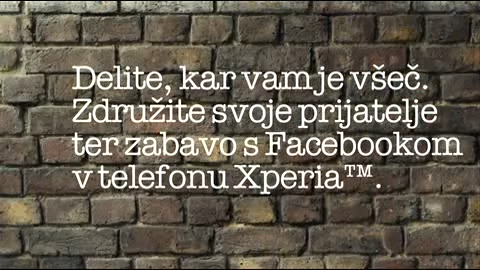 Delite, kar vam je všeč.
Združite svoje prijatelje
ter zabavo s Facebookom
v telefonu Xperia™.